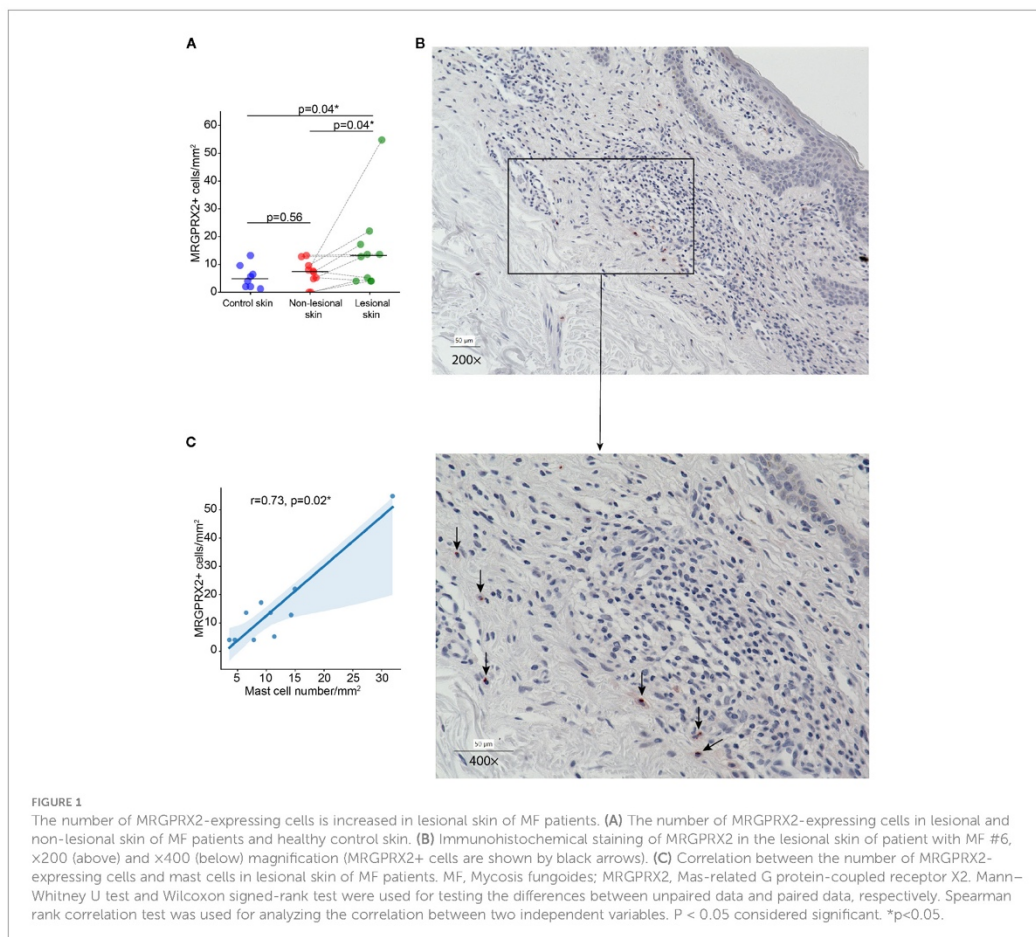 A
p=0.04*
p=0.04*
p=0.56
MRGPRX2+ cells/mm²
60
50
40
30
20
10
0
Control skin
Non-lesional
skin
Lesional
skin
B
50 µm
200×
C
r=0.73, p=0.02*
MRGPRX2+ cells/mm²
50
40
30
20
10
0
5
10
15
20
25
30
Mast cell number/mm²
50 µm
400×
FIGURE 1
The number of MRGPRX2-expressing cells is increased in lesional skin of MF patients. (A) The number of MRGPRX2-expressing cells in lesional and
non-lesional skin of MF patients and healthy control skin. (B) Immunohistochemical staining of MRGPRX2 in the lesional skin of patient with MF #6,
×200 (above) and ×400 (below) magnification (MRGPRX2+ cells are shown by black arrows). (C) Correlation between the number of MRGPRX2-
expressing cells and mast cells in lesional skin of MF patients. MF, Mycosis fungoides; MRGPRX2, Mas-related G protein-coupled receptor X2. Mann–
Whitney U test and Wilcoxon signed-rank test were used for testing the differences between unpaired data and paired data, respectively. Spearman
rank correlation test was used for analyzing the correlation between two independent variables. P < 0.05 considered significant. *p<0.05.